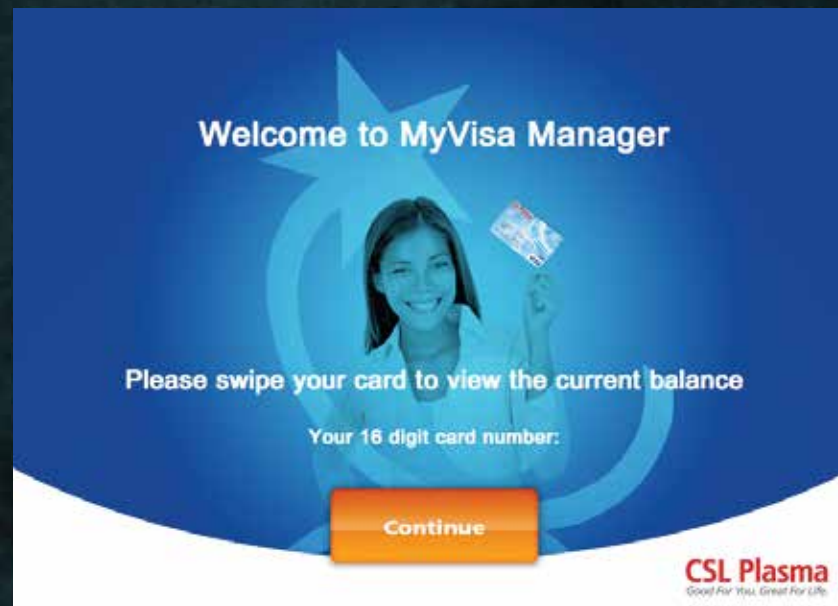 Welcome to MyVisa Manager
Please swipe your card to view the current balance
Your 16 digit card number:
Continue
CSL Plasma
Good For You. Great For Life.